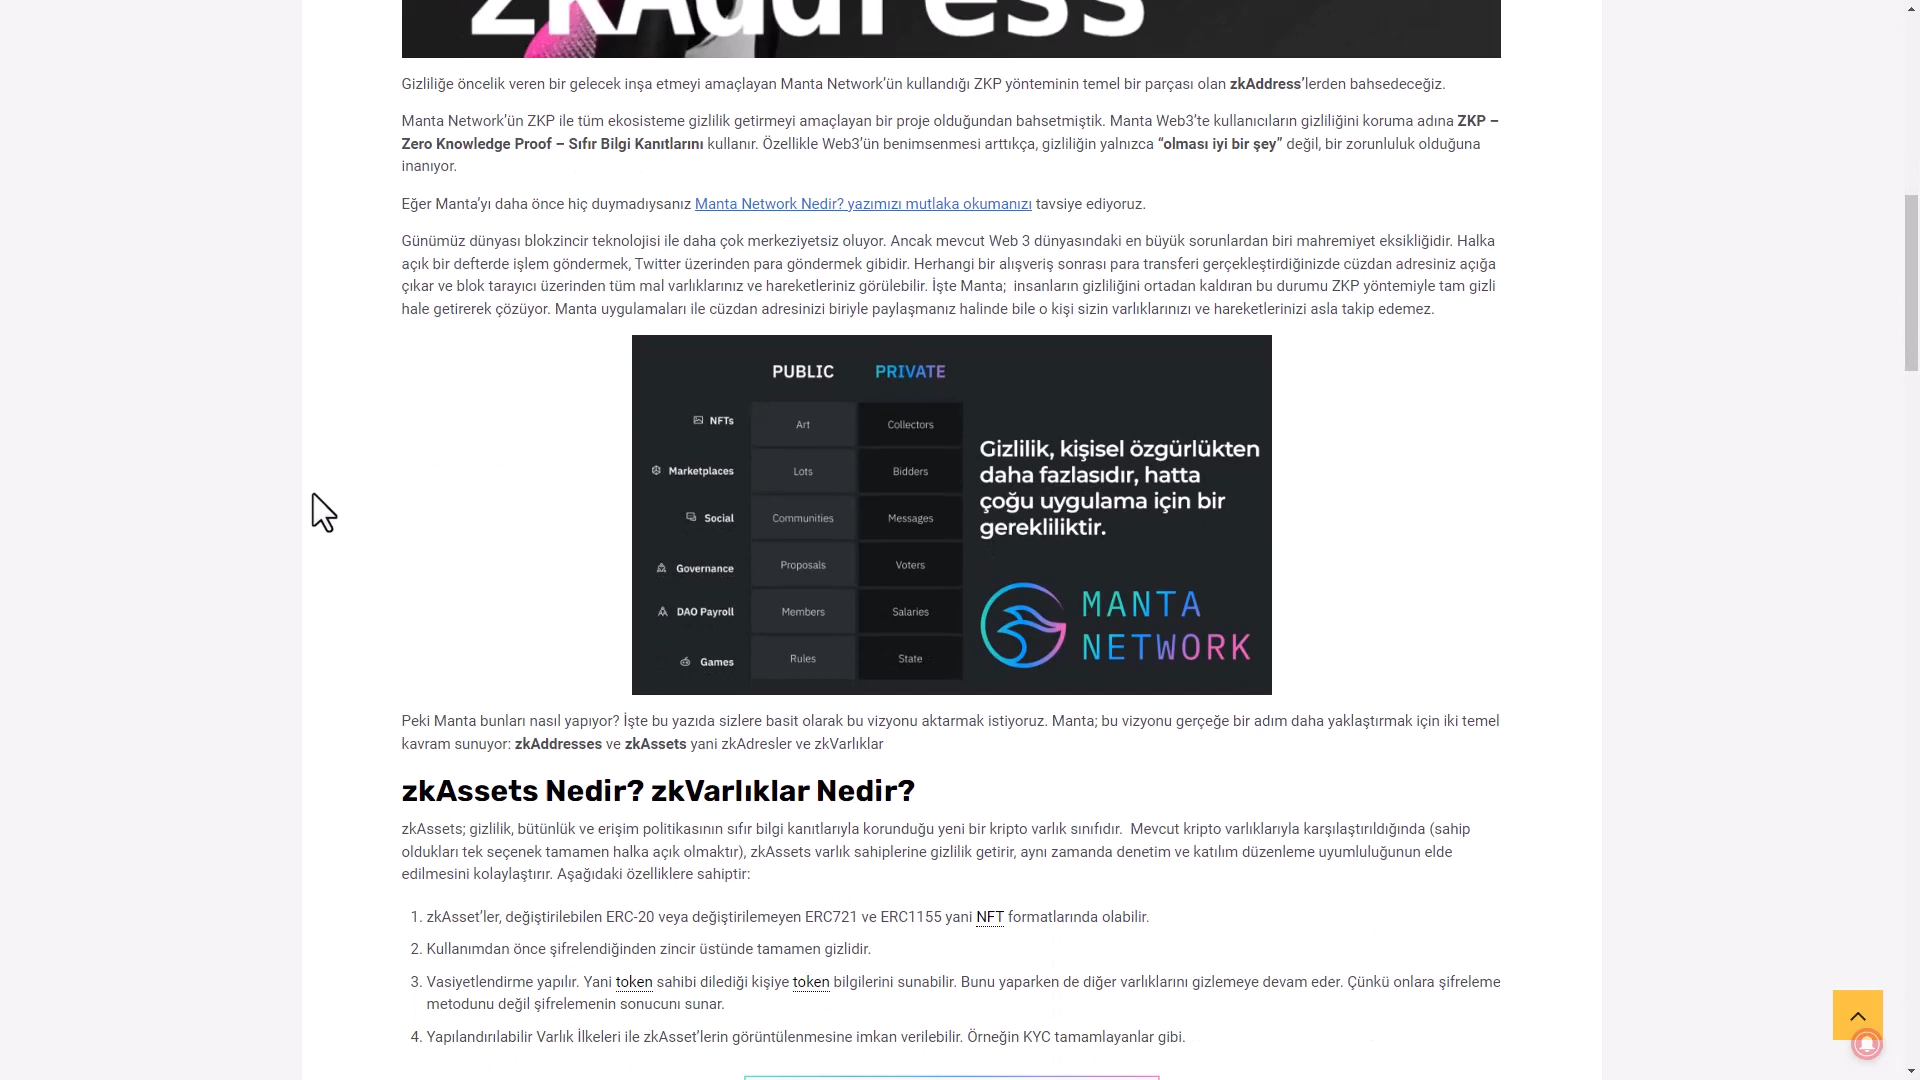 zkAddress
Gizliliğe öncelik veren bir gelecek inşa etmeyi amaçlayan Manta Network’ün kullandığı ZKP yönteminin temel bir parçası olan zkAddress’lerden bahsedeceğiz.
Manta Network’ün ZKP ile tüm ekosisteme gizlilik getirmeyi amaçlayan bir proje olduğundan bahsetmiştik. Manta Web3’te kullanıcıların gizliliğini koruma adına ZKP –
Zero Knowledge Proof – Sıfır Bilgi Kanıtlarını kullanır. Özellikle Web3’ün benimsenmesi arttıkça, gizliliğin yalnızca “olması iyi bir şey” değil, bir zorunluluk olduğuna
inanıyor.
Eğer Manta’yı daha önce hiç duymadıysanız Manta Network Nedir? yazımızı mutlaka okumanızı tavsiye ediyoruz.
Günümüz dünyası blokzincir teknolojisi ile daha çok merkeziyetsiz oluyor. Ancak mevcut Web 3 dünyasındaki en büyük sorunlardan biri mahremiyet eksikliğidir. Halka
açık bir defterde işlem göndermek, Twitter üzerinden para göndermek gibidir. Herhangi bir alışveriş sonrası para transferi gerçekleştirdiğinizde cüzdan adresiniz açığa
çıkar ve blok tarayıcı üzerinden tüm mal varlıklarınız ve hareketleriniz görülebilir. İşte Manta;  insanların gizliliğini ortadan kaldıran bu durumu ZKP yöntemiyle tam gizli
hale getirerek çözüyor. Manta uygulamaları ile cüzdan adresinizi biriyle paylaşmanız halinde bile o kişi sizin varlıklarınızı ve hareketlerinizi asla takip edemez.
PUBLIC PRIVATE
NFTs Art Collectors
Marketplaces Lots Bidders
Social Communities Messages
Governance Proposals Voters
DAO Payroll Members Salaries
Games Rules State
Gizlilik, kişisel özgürlükten
daha fazlasıdır, hatta
çoğu uygulama için bir
gerekliliktir.
MANTA
NETWORK
Peki Manta bunları nasıl yapıyor? İşte bu yazıda sizlere basit olarak bu vizyonu aktarmak istiyoruz. Manta; bu vizyonu gerçeğe bir adım daha yaklaştırmak için iki temel
kavram sunuyor: zkAddresses ve zkAssets yani zkAdresler ve zkVarlıklar
zkAssets Nedir? zkVarlıklar Nedir?
zkAssets; gizlilik, bütünlük ve erişim politikasının sıfır bilgi kanıtlarıyla korunduğu yeni bir kripto varlık sınıfıdır.  Mevcut kripto varlıklarıyla karşılaştırıldığında (sahip
oldukları tek seçenek tamamen halka açık olmaktır), zkAssets varlık sahiplerine gizlilik getirir, aynı zamanda denetim ve katılım düzenleme uyumluluğunun elde
edilmesini kolaylaştırır. Aşağıdaki özelliklere sahiptir:
1. zkAsset’ler, değiştirilebilen ERC-20 veya değiştirilemeyen ERC721 ve ERC1155 yani NFT formatlarında olabilir.
2. Kullanımdan önce şifrelendiğinden zincir üstünde tamamen gizlidir.
3. Vasiyetlendirme yapılır. Yani token sahibi dilediği kişiye token bilgilerini sunabilir. Bunu yaparken de diğer varlıklarını gizlemeye devam eder. Çünkü onlara şifreleme
metodunu değil şifrelemenin sonucunu sunar.
4. Yapılandırılabilir Varlık İlkeleri ile zkAsset’lerin görüntülenmesine imkan verilebilir. Örneğin KYC tamamlayanlar gibi.